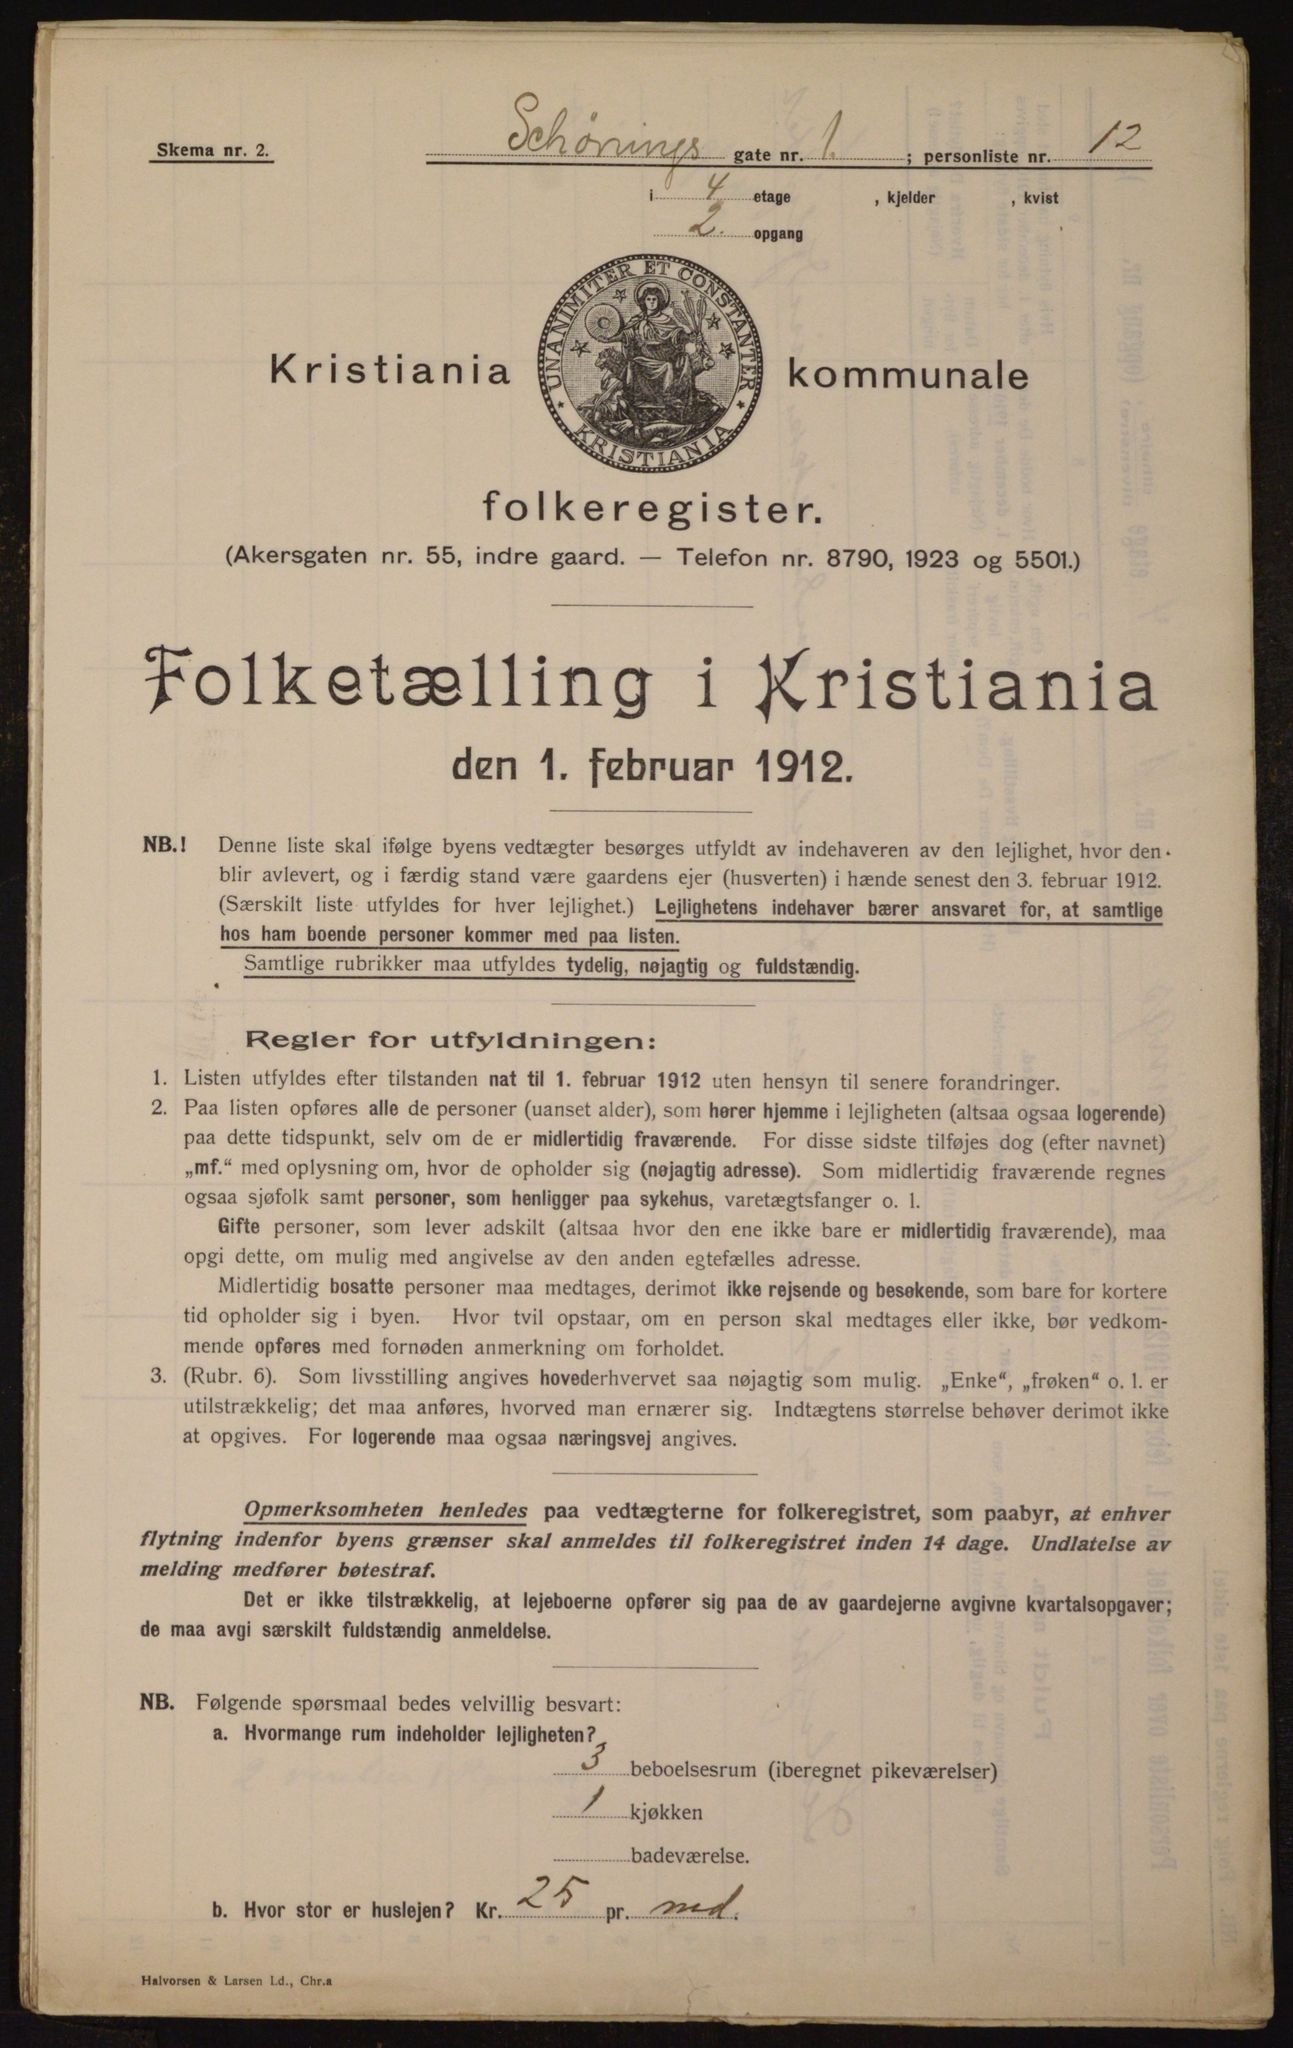 Skema nr. 2.
Schønings gate nr. 1. ; personliste nr. 12
i 4 etage , kjelder , kvist
2. opgang
UNANIMITER ET CONSTANTER
KRISTIANIA
Kristiania kommunale
folkeregister.
(Akersgaten nr. 55, indre gaard. — Telefon nr. 8790, 1923 og 5501.)
Folketælling i Kristiania
den 1. februar 1912.
NB.! Denne liste skal ifølge byens vedtægter besørges utfyldt av indehaveren av den lejlighet, hvor den
blir avlevert, og i færdig stand være gaardens ejer (husverten) i hænde senest den 3. februar 1912.
(Særskilt liste utfyldes for hver lejlighet.) Lejlighetens indehaver bærer ansvaret for, at samtlige
hos ham boende personer kommer med paa listen.
Samtlige rubrikker maa utfyldes tydelig, nøjagtig og fuldstændig.
Regler for utfyldningen:
1. Listen utfyldes efter tilstanden nat til 1. februar 1912 uten hensyn til senere forandringer.
2. Paa listen opføres alle de personer (uanset alder), som hører hjemme i lejligheten (altsaa ogsaa logerende)
paa dette tidspunkt, selv om de er midlertidig fraværende. For disse sidste tilføjes dog (efter navnet)
„mf.“ med oplysning om, hvor de opholder sig (nøjagtig adresse). Som midlertidig fraværende regnes
ogsaa sjøfolk samt personer, som henligger paa sykehus, varetægtsfanger o. l.
Gifte personer, som lever adskilt (altsaa hvor den ene ikke bare er midlertidig fraværende), maa
opgi dette, om mulig med angivelse av den anden egtefælles adresse.
Midlertidig bosatte personer maa medtages, derimot ikke rejsende og besøkende, som bare for kortere
tid opholder sig i byen. Hvor tvil opstaar, om en person skal medtages eller ikke, bør vedkom-
mende opføres med fornøden anmerkning om forholdet.
3. (Rubr. 6). Som livsstilling angives hovederhvervet saa nøjagtig som mulig. „Enke“, „frøken“ o. l. er
utilstrækkelig; det maa anføres, hvorved man ernærer sig. Indtægtens størrelse behøver derimot ikke
at opgives. For logerende maa ogsaa næringsvej angives.
Opmerksomheten henledes paa vedtægterne for folkeregistret, som paabyr, at enhver
flytning indenfor byens grænser skal anmeldes til folkeregistret inden 14 dage. Undlatelse av
melding medfører bøtestraf.
Det er ikke tilstrækkelig, at lejeboerne opfører sig paa de av gaardejerne avgivne kvartalsopgaver;
de maa avgi særskilt fuldstændig anmeldelse.
NB. Følgende spørsmaal bedes velvillig besvart:
a. Hvormange rum indeholder lejligheten?
3 beboelsesrum (iberegnet pikeværelser)
1 kjøkken
badeværelse.
b. Hvor stor er huslejen? Kr. 25 pr. md.
Halvorsen & Larsen Ld., Chr.a